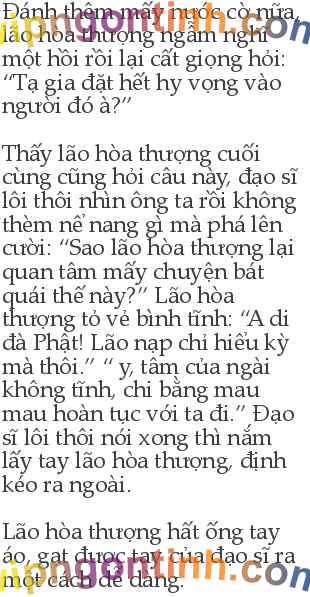 Đánh thêm mấy nước cờ nữa,
lão hòa thượng ngẫm nghĩ
một hồi rồi lại cất giọng hỏi:
“Tạ gia đặt hết hy vọng vào
người đó à?”
Thấy lão hòa thượng cuối
cùng cũng hỏi câu này, đạo sĩ
lôi thôi nhìn ông ta rồi không
thèm nể nang gì mà phá lên
cười: “Sao lão hòa thượng lại
quan tâm mấy chuyện bát
quái thế này?” Lão hòa
thượng tỏ vẻ bình tĩnh: “A di
đà Phật! Lão nạp chỉ hiểu kỳ
mà thôi.” “ y, tâm của ngài
không tĩnh, chi bằng mau
mau hoàn tục với ta đi.” Đạo
sĩ lôi thôi nói xong thì nắm
lấy tay lão hòa thượng, định
kéo ra ngoài.
Lão hòa thượng hất ống tay
áo, gạt được tay của đạo sĩ ra
một cách dễ dàng.
vipngontinh.com
vipngontinh.com